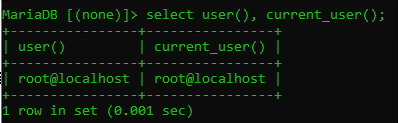 MariaDB [(none)]> select user(), current_user();
+----------------+----------------+
| user()         | current_user() |
+----------------+----------------+
| root@localhost | root@localhost |
+----------------+----------------+
1 row in set (0.001 sec)